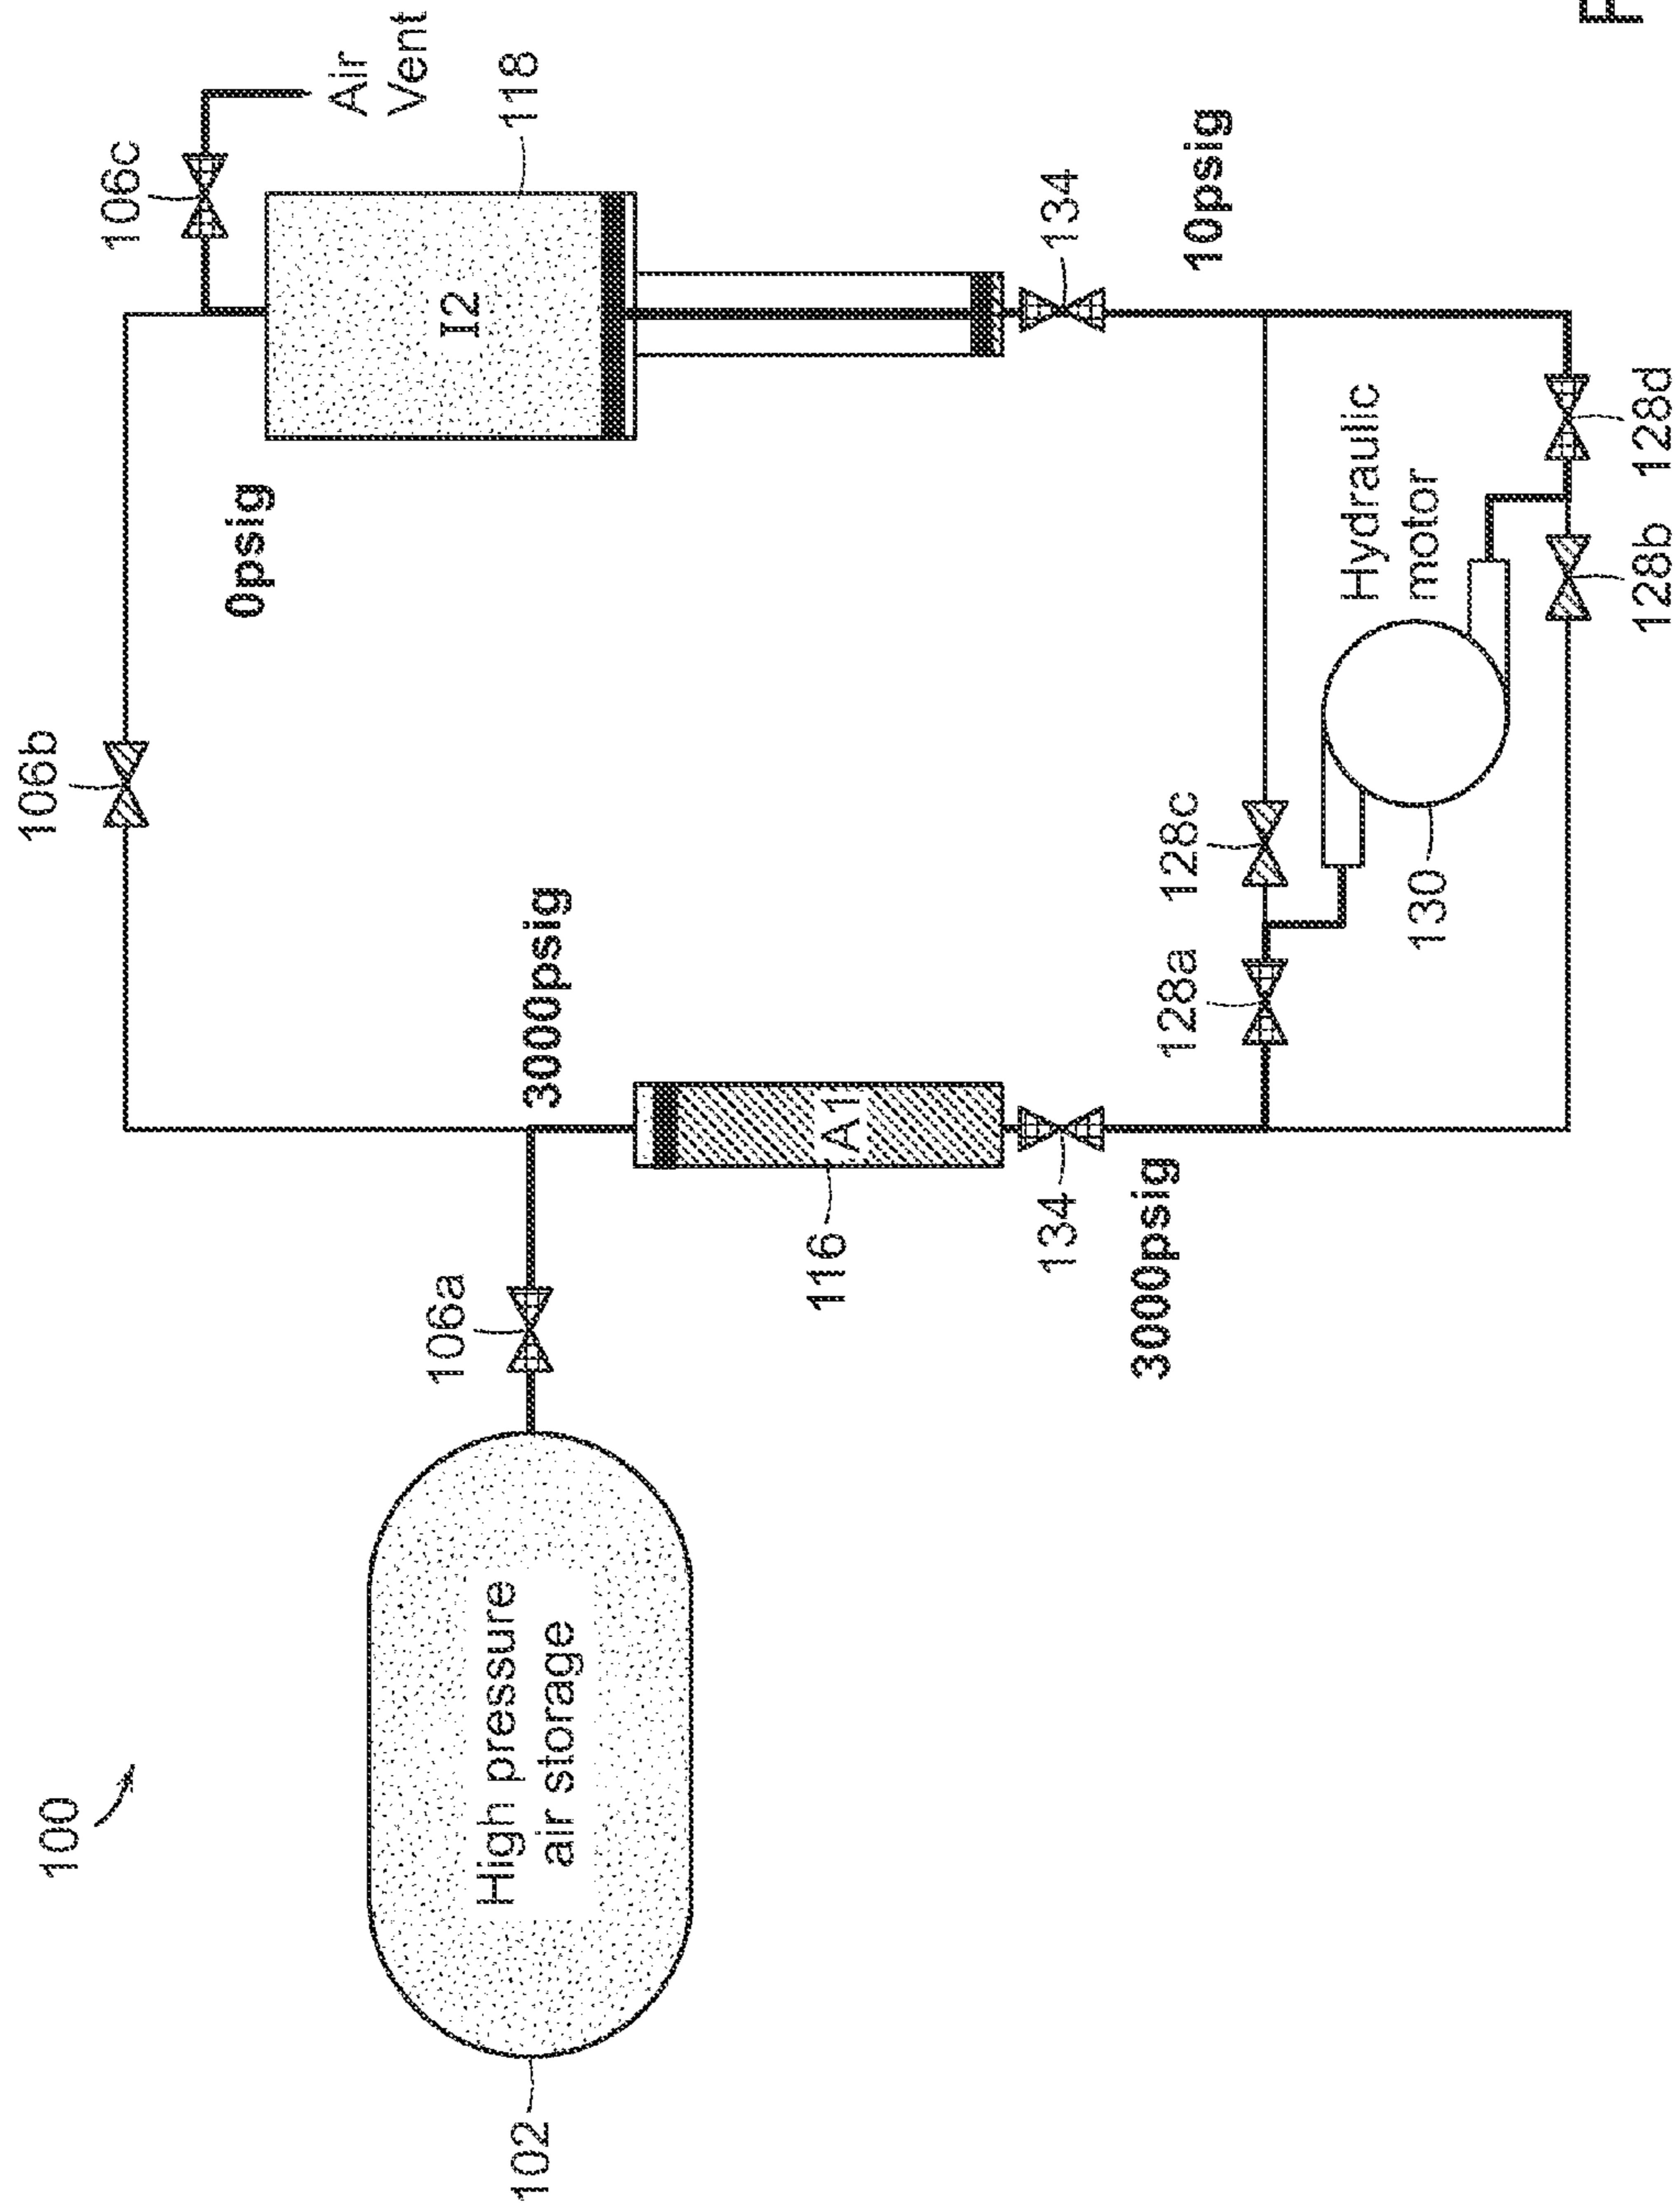 100
102
High pressure
air storage
106a
3000psig
116
A1
134
3000psig
106b
0psig
106c
Air
Vent
I2
118
134
10psig
128a
128c
130
Hydraulic
motor
128b
128d